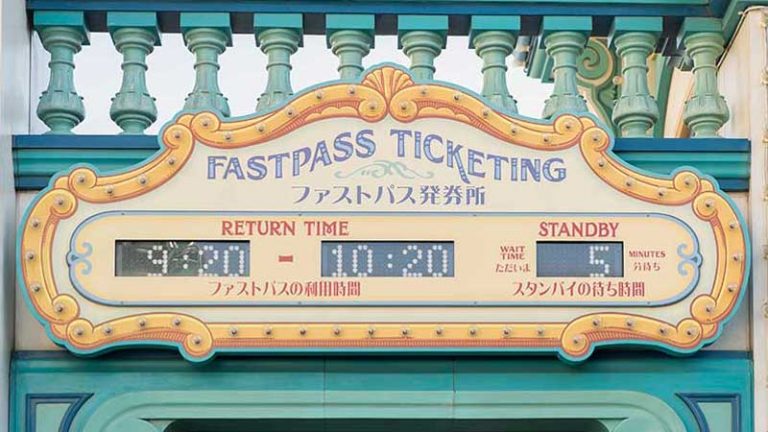 FASTPASS TICKETING
ファストパス発券所
RETURN TIME
9:20 - 10:20
ファストパスの利用時間
STANDBY
WAIT TIME 5 MINUTES
ただいま 分待ち
スタンバイの待ち時間